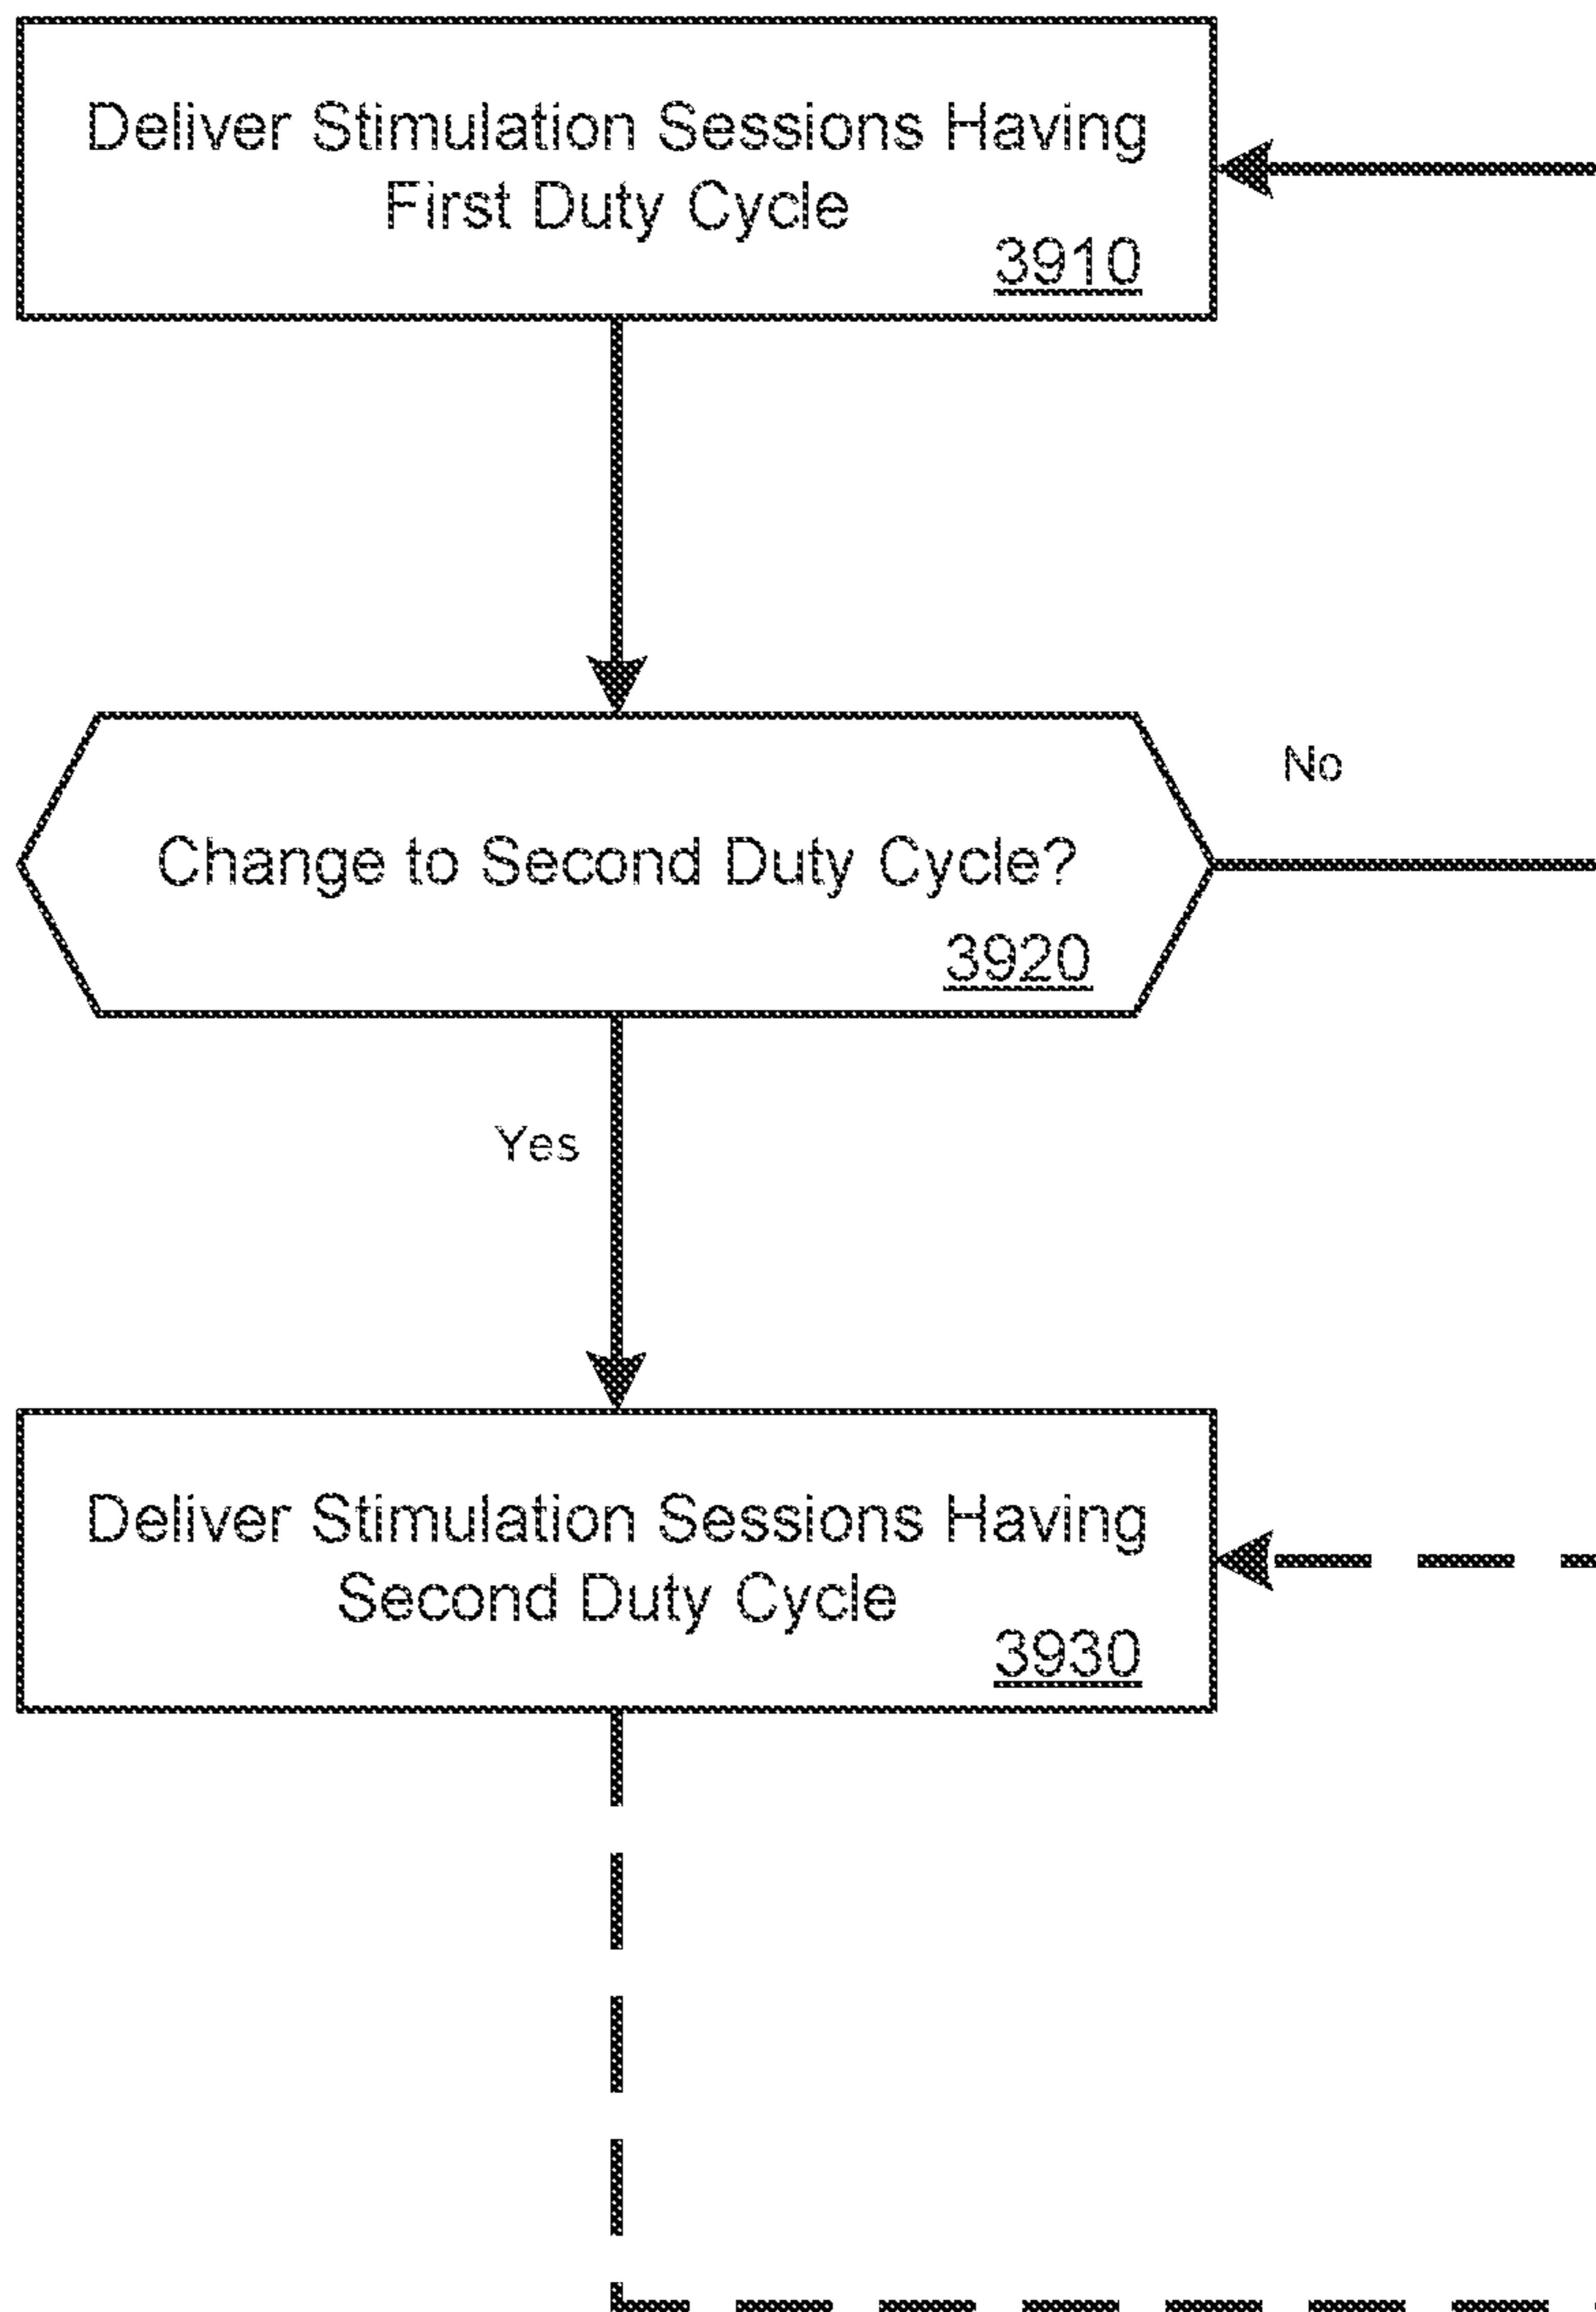 Deliver Stimulation Sessions Having
First Duty Cycle
3910
Change to Second Duty Cycle?
3920
No
Yes
Deliver Stimulation Sessions Having
Second Duty Cycle
3930